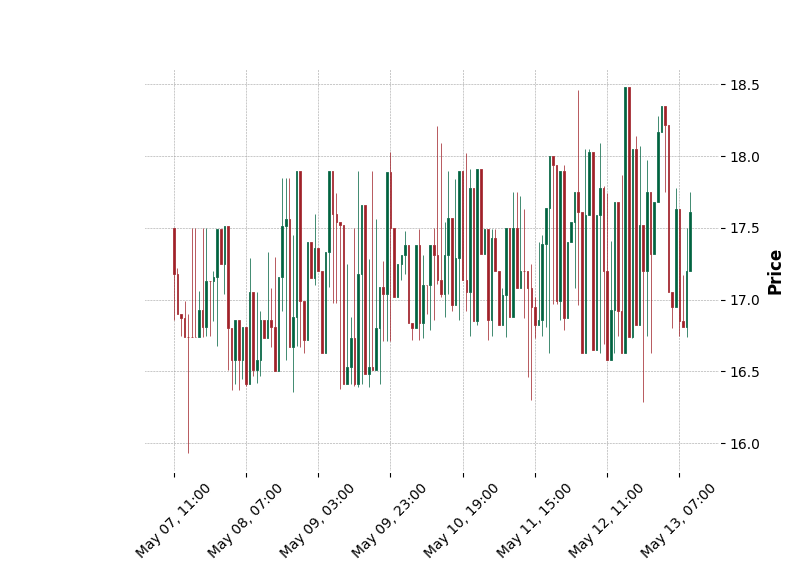 18.5
18.0
17.5
17.0
16.5
16.0
Price
May 07, 11:00
May 08, 07:00
May 09, 03:00
May 09, 23:00
May 10, 19:00
May 11, 15:00
May 12, 11:00
May 13, 07:00